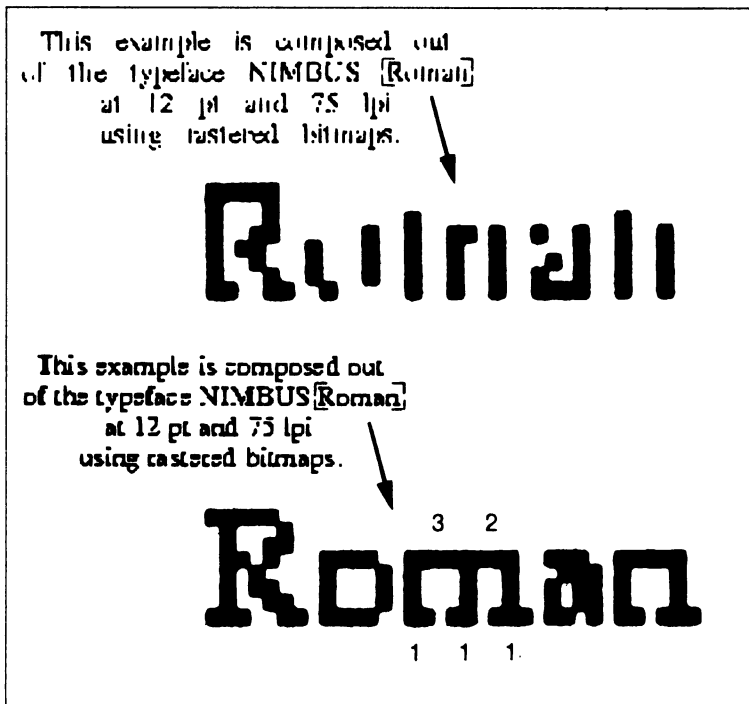 This example is composed out
of the typeface NIMBUS [Roman]
at 12 pt and 75 lpi
using rastered bitmaps.
Roman
This example is composed out
of the typeface NIMBUS [Roman]
at 12 pt and 75 lpi
using rastered bitmaps.
3 2
Roman
1 1 1